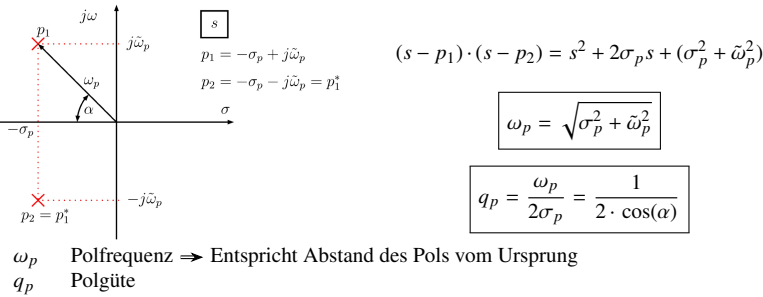 jω
s
p₁
jω̃ₚ
p₁ = −σₚ + jω̃ₚ
p₂ = −σₚ − jω̃ₚ = p₁*
ωₚ
α
σ
−σₚ
−jω̃ₚ
p₂ = p₁*
(s − p₁)·(s − p₂) = s² + 2σₚs + (σₚ² + ω̃ₚ²)
ωₚ = √(σₚ² + ω̃ₚ²)
qₚ = ωₚ / 2σₚ = 1 / 2 · cos(α)
ωₚ Polfrequenz ⇒ Entspricht Abstand des Pols vom Ursprung
qₚ Polgüte